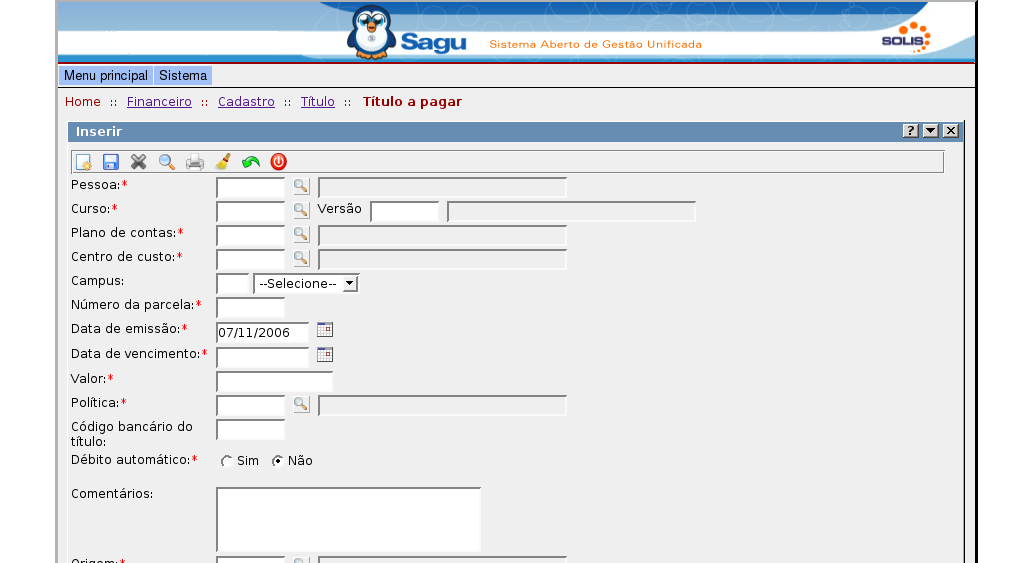 Sagu Sistema Aberto de Gestão Unificada SOLIS
Menu principal Sistema
Home :: Financeiro :: Cadastro :: Título :: Título a pagar
Inserir ?
Pessoa:*
Curso:* Versão
Plano de contas:*
Centro de custo:*
Campus: --Selecione--
Número da parcela:*
Data de emissão:* 07/11/2006
Data de vencimento:*
Valor:*
Política:*
Código bancário do
título:
Débito automático:* Sim Não
Comentários:
Origem:*